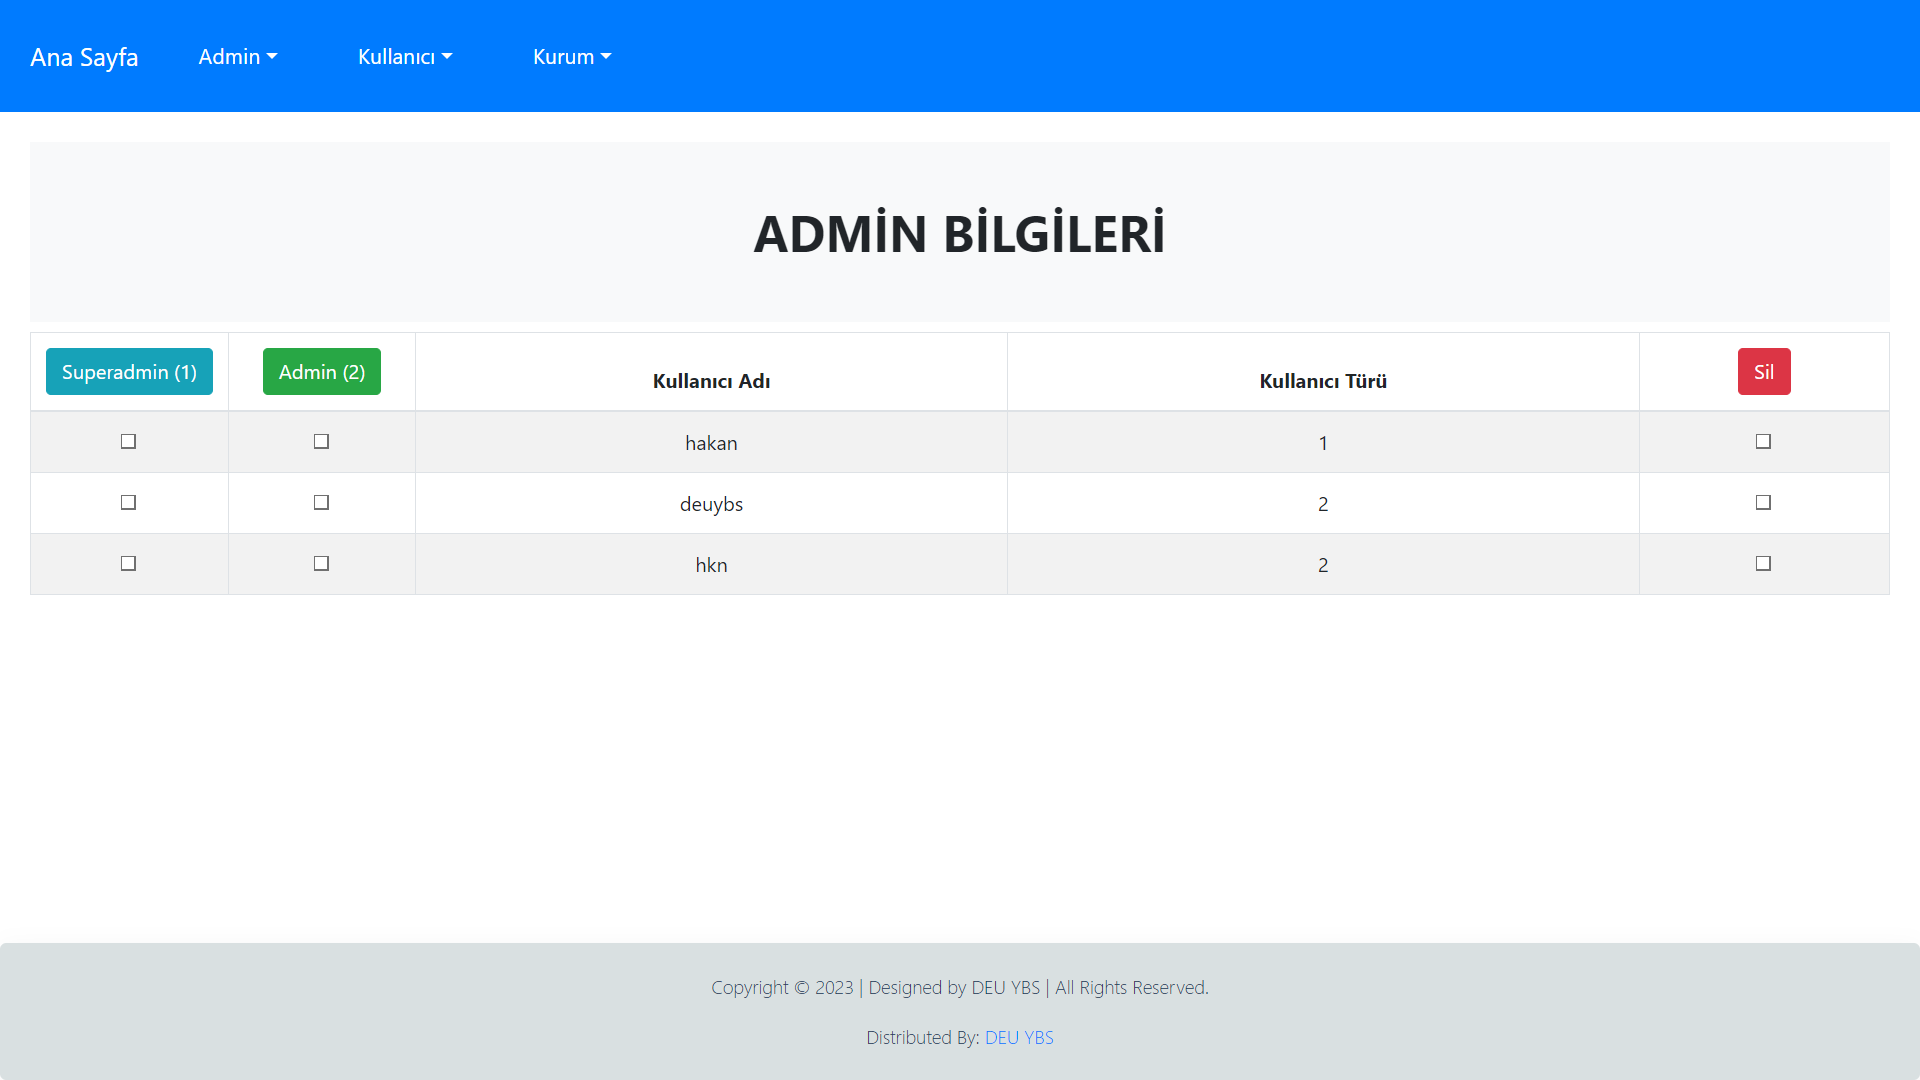 Ana Sayfa Admin Kullanıcı Kurum
ADMİN BİLGİLERİ
Superadmin (1) Admin (2) Kullanıcı Adı Kullanıcı Türü Sil
hakan 1
deuybs 2
hkn 2
Copyright © 2023 | Designed by DEU YBS | All Rights Reserved.
Distributed By: DEU YBS